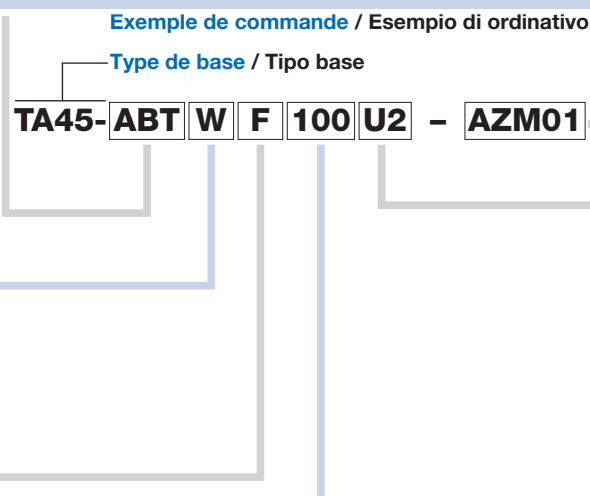 Exemple de commande / Esempio di ordinativo
Type de base / Tipo base
TA45-ABT W F 100 U2 – AZM01